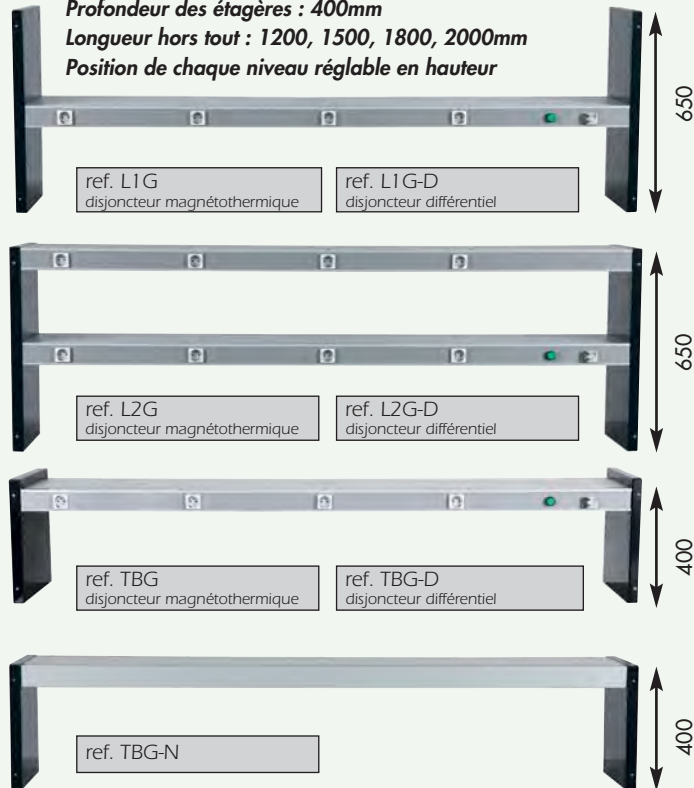 Profondeur des étagères : 400mm
Longueur hors tout : 1200, 1500, 1800, 2000mm
Position de chaque niveau réglable en hauteur
650
ref. L1G
disjoncteur magnétothermique
ref. L1G-D
disjoncteur différentiel
650
ref. L2G
disjoncteur magnétothermique
ref. L2G-D
disjoncteur différentiel
400
ref. TBG
disjoncteur magnétothermique
ref. TBG-D
disjoncteur différentiel
400
ref. TBG-N